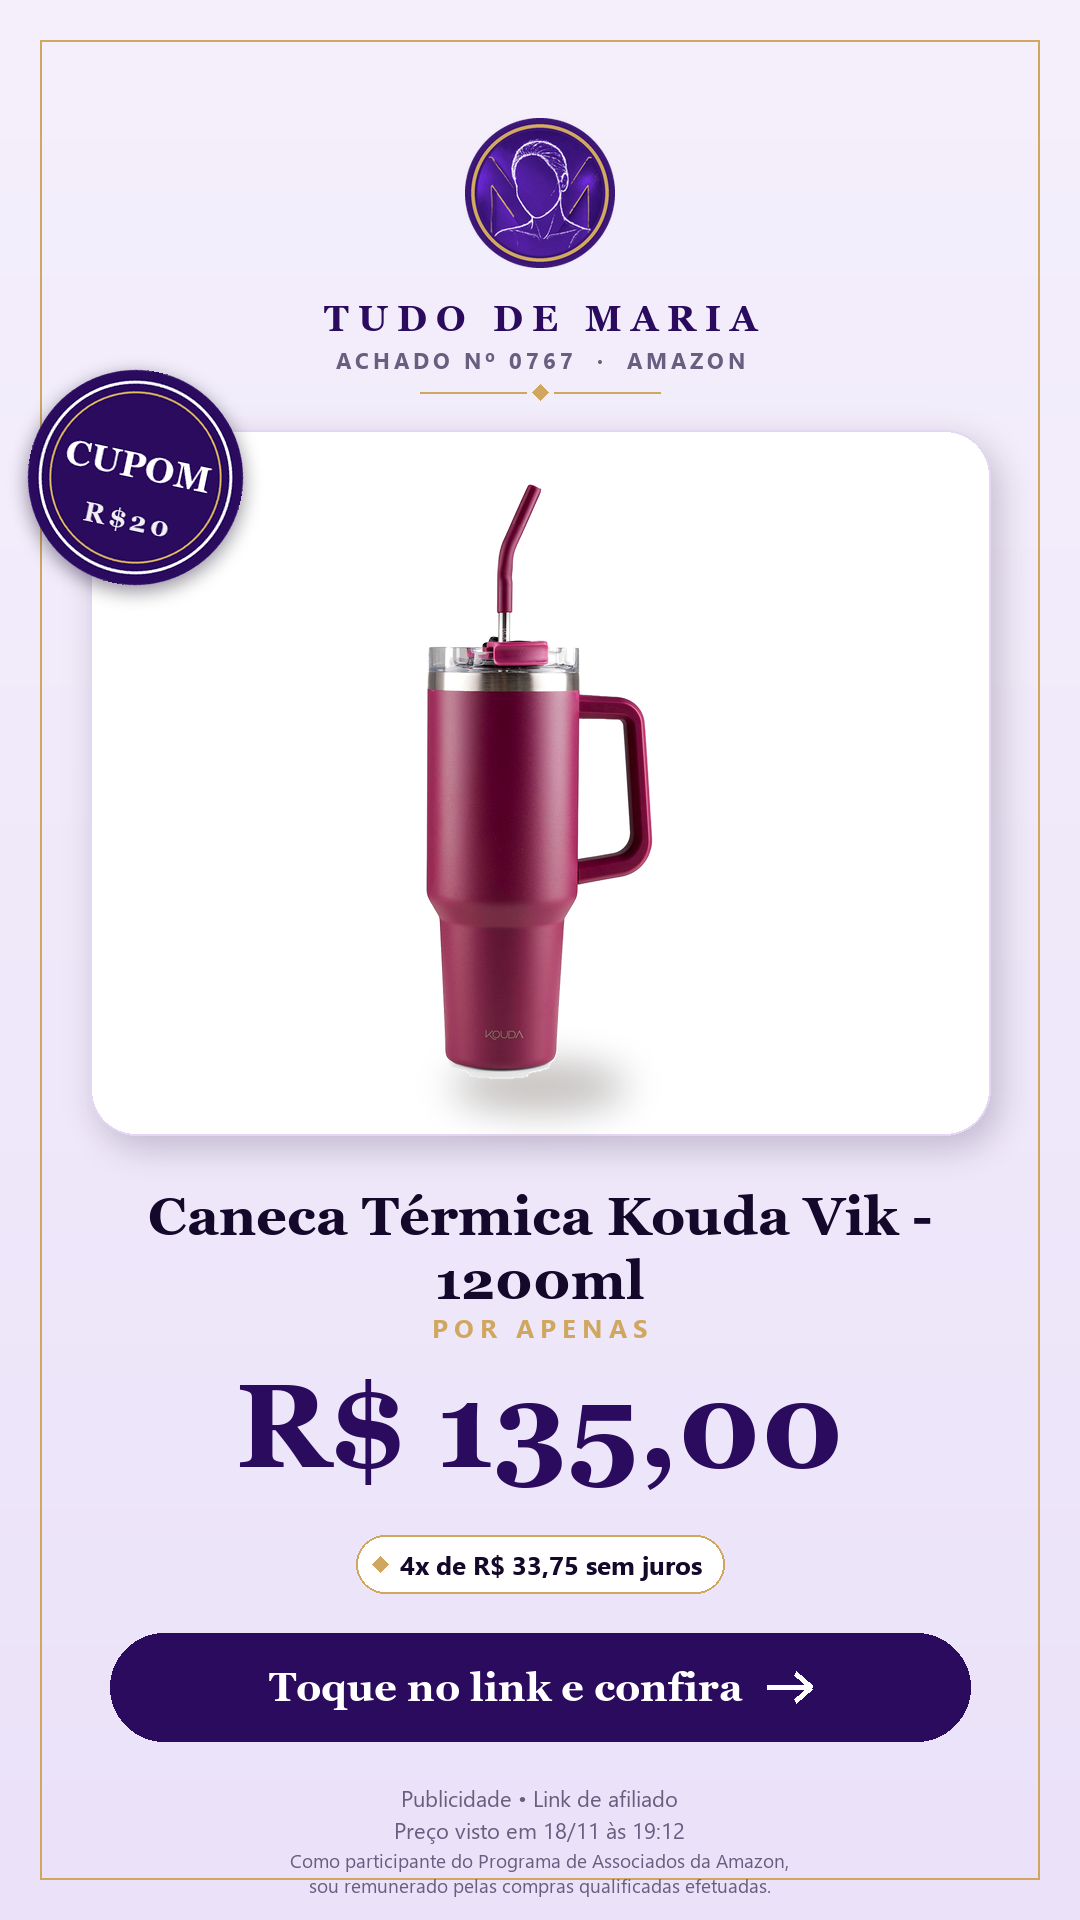 TUDO DE MARIA
ACHADO Nº 0767 · AMAZON
CUPOM
R$20
KOUDA
Caneca Térmica Kouda Vik -
1200ml
POR APENAS
R$ 135,00
4x de R$ 33,75 sem juros
Toque no link e confira →
Publicidade • Link de afiliado
Preço visto em 18/11 às 19:12
Como participante do Programa de Associados da Amazon,
sou remunerado pelas compras qualificadas efetuadas.